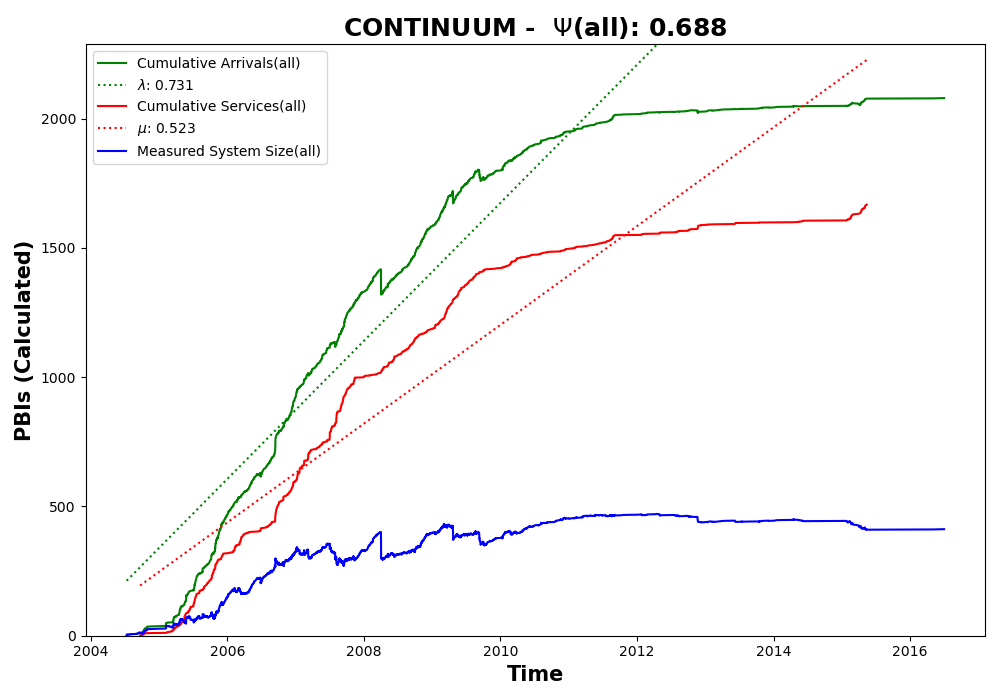 CONTINUUM - Ψ(all): 0.688
Cumulative Arrivals(all)
λ: 0.731
Cumulative Services(all)
μ: 0.523
Measured System Size(all)
PBIs (Calculated)
2000
1500
1000
500
0
2004 2006 2008 2010 2012 2014 2016
Time